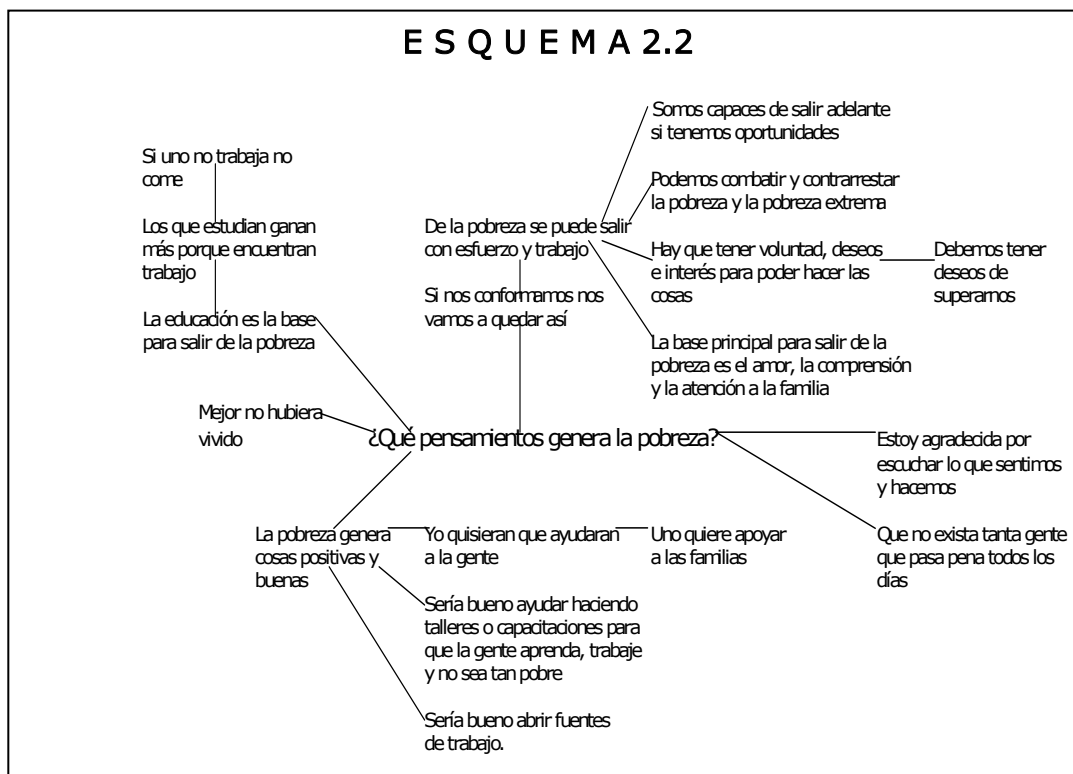 E S Q U E M A 2.2
Somos capaces de salir adelante
si tenemos oportunidades
Si uno no trabaja no
come
Podemos combatir y contrarrestar
la pobreza y la pobreza extrema
Los que estudian ganan
más porque encuentran
trabajo
De la pobreza se puede salir
con esfuerzo y trabajo
Hay que tener voluntad, deseos
e interés para poder hacer las
cosas
Debemos tener
deseos de
superarnos
Si nos conformamos nos
vamos a quedar así
La educación es la base
para salir de la pobreza
La base principal para salir de la
pobreza es el amor, la comprensión
y la atención a la familia
Mejor no hubiera
vivido
¿Qué pensamientos genera la pobreza?
Estoy agradecida por
escuchar lo que sentimos
y hacemos
La pobreza genera
cosas positivas y
buenas
Yo quisieran que ayudaran
a la gente
Uno quiere apoyar
a las familias
Que no exista tanta gente
que pasa pena todos los
días
Sería bueno ayudar haciendo
talleres o capacitaciones para
que la gente aprenda, trabaje
y no sea tan pobre
Sería bueno abrir fuentes
de trabajo.